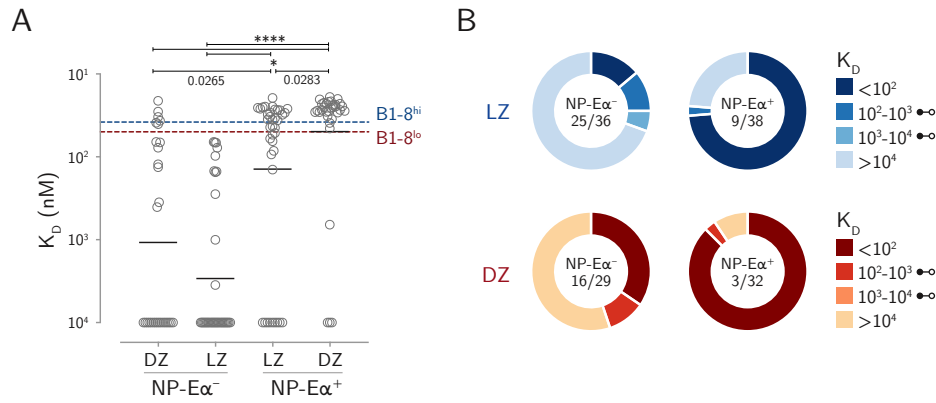 A
****
*
0.0265
0.0283
10¹
10²
10³
10⁴
K_D (nM)
B1-8ʰⁱ
B1-8ˡᵒ
DZ
LZ
LZ
DZ
NP-Eα⁻
NP-Eα⁺
B
LZ
NP-Eα⁻
25/36
NP-Eα⁺
9/38
K_D
<10²
10²-10³
10³-10⁴
>10⁴
DZ
NP-Eα⁻
16/29
NP-Eα⁺
3/32
K_D
<10²
10²-10³
10³-10⁴
>10⁴